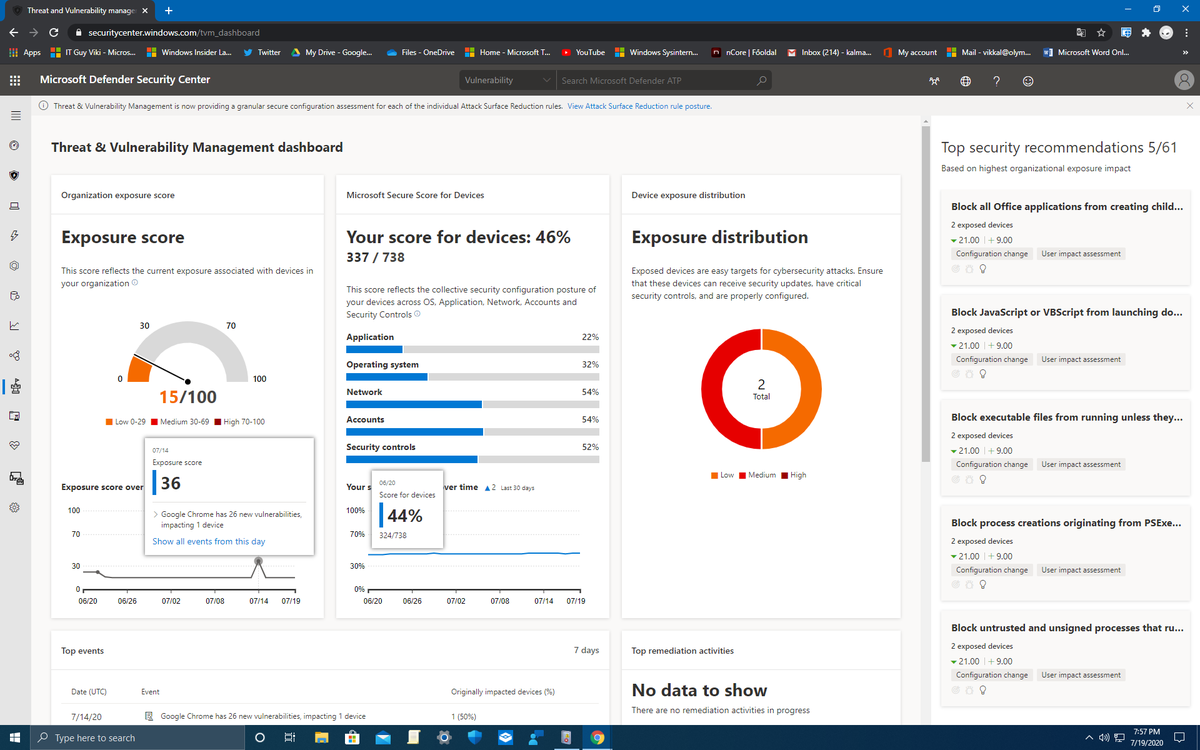 Threat and Vulnerability manage
securitycenter.windows.com/tvm_dashboard
Apps IT Guy Viki - Micros... Windows Insider La... Twitter My Drive - Google... Files - OneDrive Home - Microsoft T... YouTube Windows Sysintern... nCore | Főoldal Inbox (214) - kalma... My account Mail - vikkal@olym... Microsoft Word Onl... »
Microsoft Defender Security Center
Vulnerability
Search Microsoft Defender ATP
Threat & Vulnerability Management is now providing a granular secure configuration assessment for each of the individual Attack Surface Reduction rules. View Attack Surface Reduction rule posture.
Threat & Vulnerability Management dashboard
Organization exposure score
Exposure score
This score reflects the current exposure associated with devices in
your organization
30 70
0 100
15/100
Low 0-29 Medium 30-69 High 70-100
07/14
Exposure score
36
Google Chrome has 26 new vulnerabilities,
impacting 1 device
Show all events from this day
Exposure score over
100
70
30
0
06/20 06/26 07/02 07/08 07/14 07/19
Microsoft Secure Score for Devices
Your score for devices: 46%
337 / 738
This score reflects the collective security configuration posture of
your devices across OS, Application, Network, Accounts and
Security Controls
Application 22%
Operating system 32%
Network 54%
Accounts 54%
Security controls 52%
Your s ver time 2 Last 30 days
06/20
Score for devices
44%
324/738
100%
70%
30%
0%
06/20 06/26 07/02 07/08 07/14 07/19
Device exposure distribution
Exposure distribution
Exposed devices are easy targets for cybersecurity attacks. Ensure
that these devices can receive security updates, have critical
security controls, and are properly configured.
2
Total
Low Medium High
Top events 7 days
Date (UTC) Event Originally impacted devices (%)
7/14/20 Google Chrome has 26 new vulnerabilities, impacting 1 device 1 (50%)
Top remediation activities
No data to show
There are no remediation activities in progress
Top security recommendations 5/61
Based on highest organizational exposure impact
Block all Office applications from creating child...
2 exposed devices
21.00 | + 9.00
Configuration change User impact assessment
Block JavaScript or VBScript from launching do...
2 exposed devices
21.00 | + 9.00
Configuration change User impact assessment
Block executable files from running unless they...
2 exposed devices
21.00 | + 9.00
Configuration change User impact assessment
Block process creations originating from PSExe...
2 exposed devices
21.00 | + 9.00
Configuration change User impact assessment
Block untrusted and unsigned processes that ru...
2 exposed devices
21.00 | + 9.00
Configuration change User impact assessment
Type here to search
7:57 PM
7/19/2020